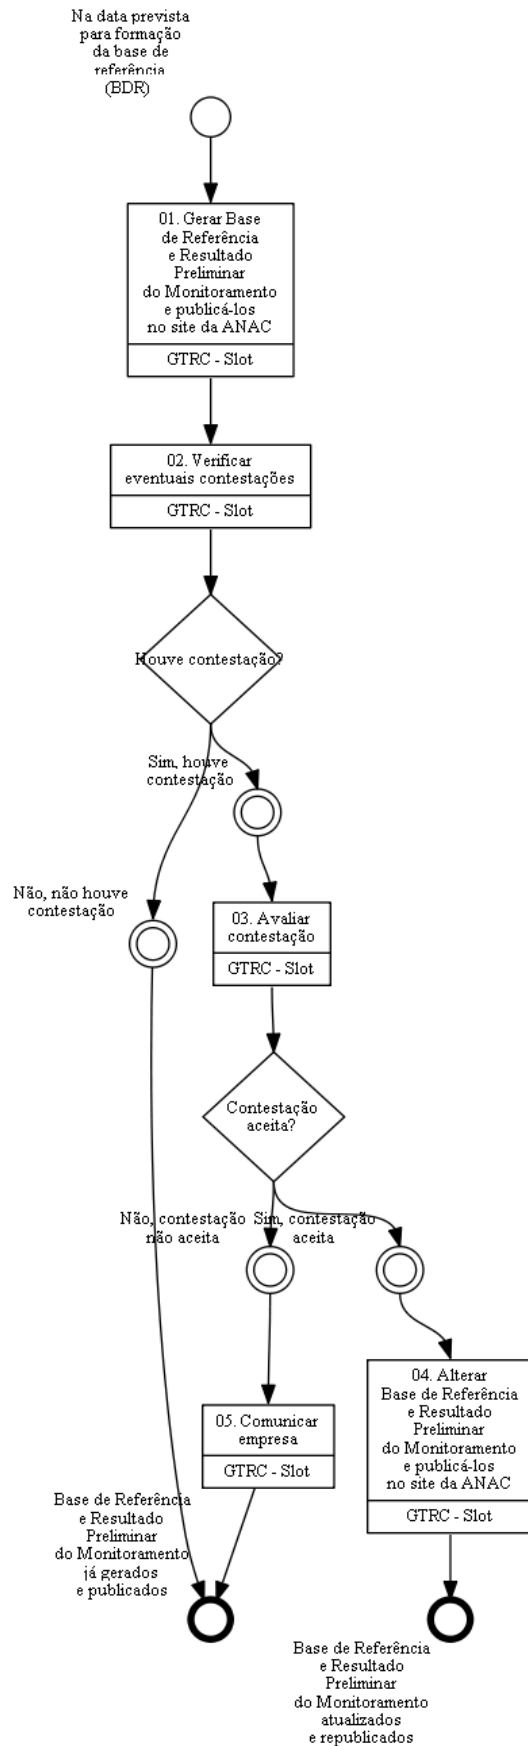 Na data prevista
para formação
da base de
referência
(BDR)
01. Gerar Base
de Referência
e Resultado
Preliminar
do Monitoramento
e publicá-los
no site da ANAC
GTRC - Slot
02. Verificar
eventuais contestações
GTRC - Slot
Houve contestação?
Sim, houve
contestação
Não, não houve
contestação
03. Avaliar
contestação
GTRC - Slot
Contestação
aceita?
Não, contestação
não aceita
Sim, contestação
aceita
04. Alterar
Base de Referência
e Resultado
Preliminar
do Monitoramento
e publicá-los
no site da ANAC
GTRC - Slot
05. Comunicar
empresa
GTRC - Slot
Base de Referência
e Resultado
Preliminar
do Monitoramento
já gerados
e publicados
Base de Referência
e Resultado
Preliminar
do Monitoramento
atualizados
e republicados